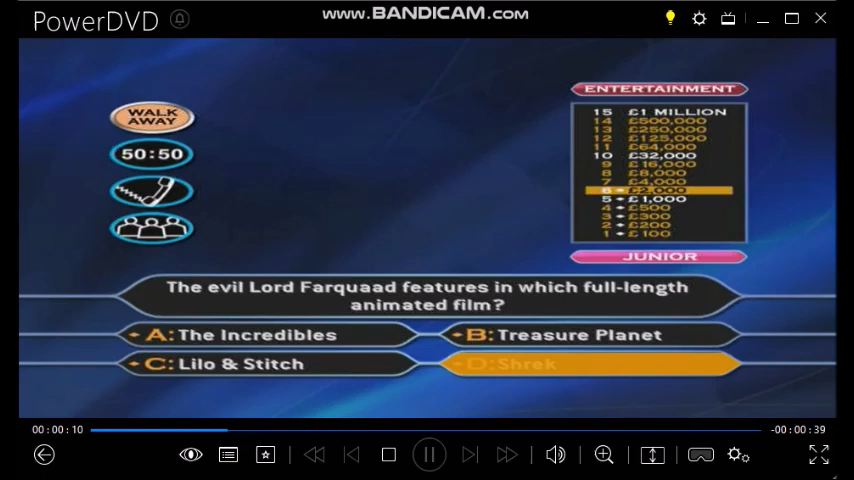 PowerDVD
www.BANDICAM.com
WALK
AWAY
50:50
ENTERTAINMENT
15 £1 MILLION
14 £500,000
13 £250,000
12 £125,000
11 £64,000
10 £32,000
9 £16,000
8 £8,000
7 £4,000
6 £2,000
5 £1,000
4 £500
3 £300
2 £200
1 £100
JUNIOR
The evil Lord Farquaad features in which full-length
animated film?
A: The Incredibles
B: Treasure Planet
C: Lilo & Stitch
D: Shrek
00:00:10
-00:00:39